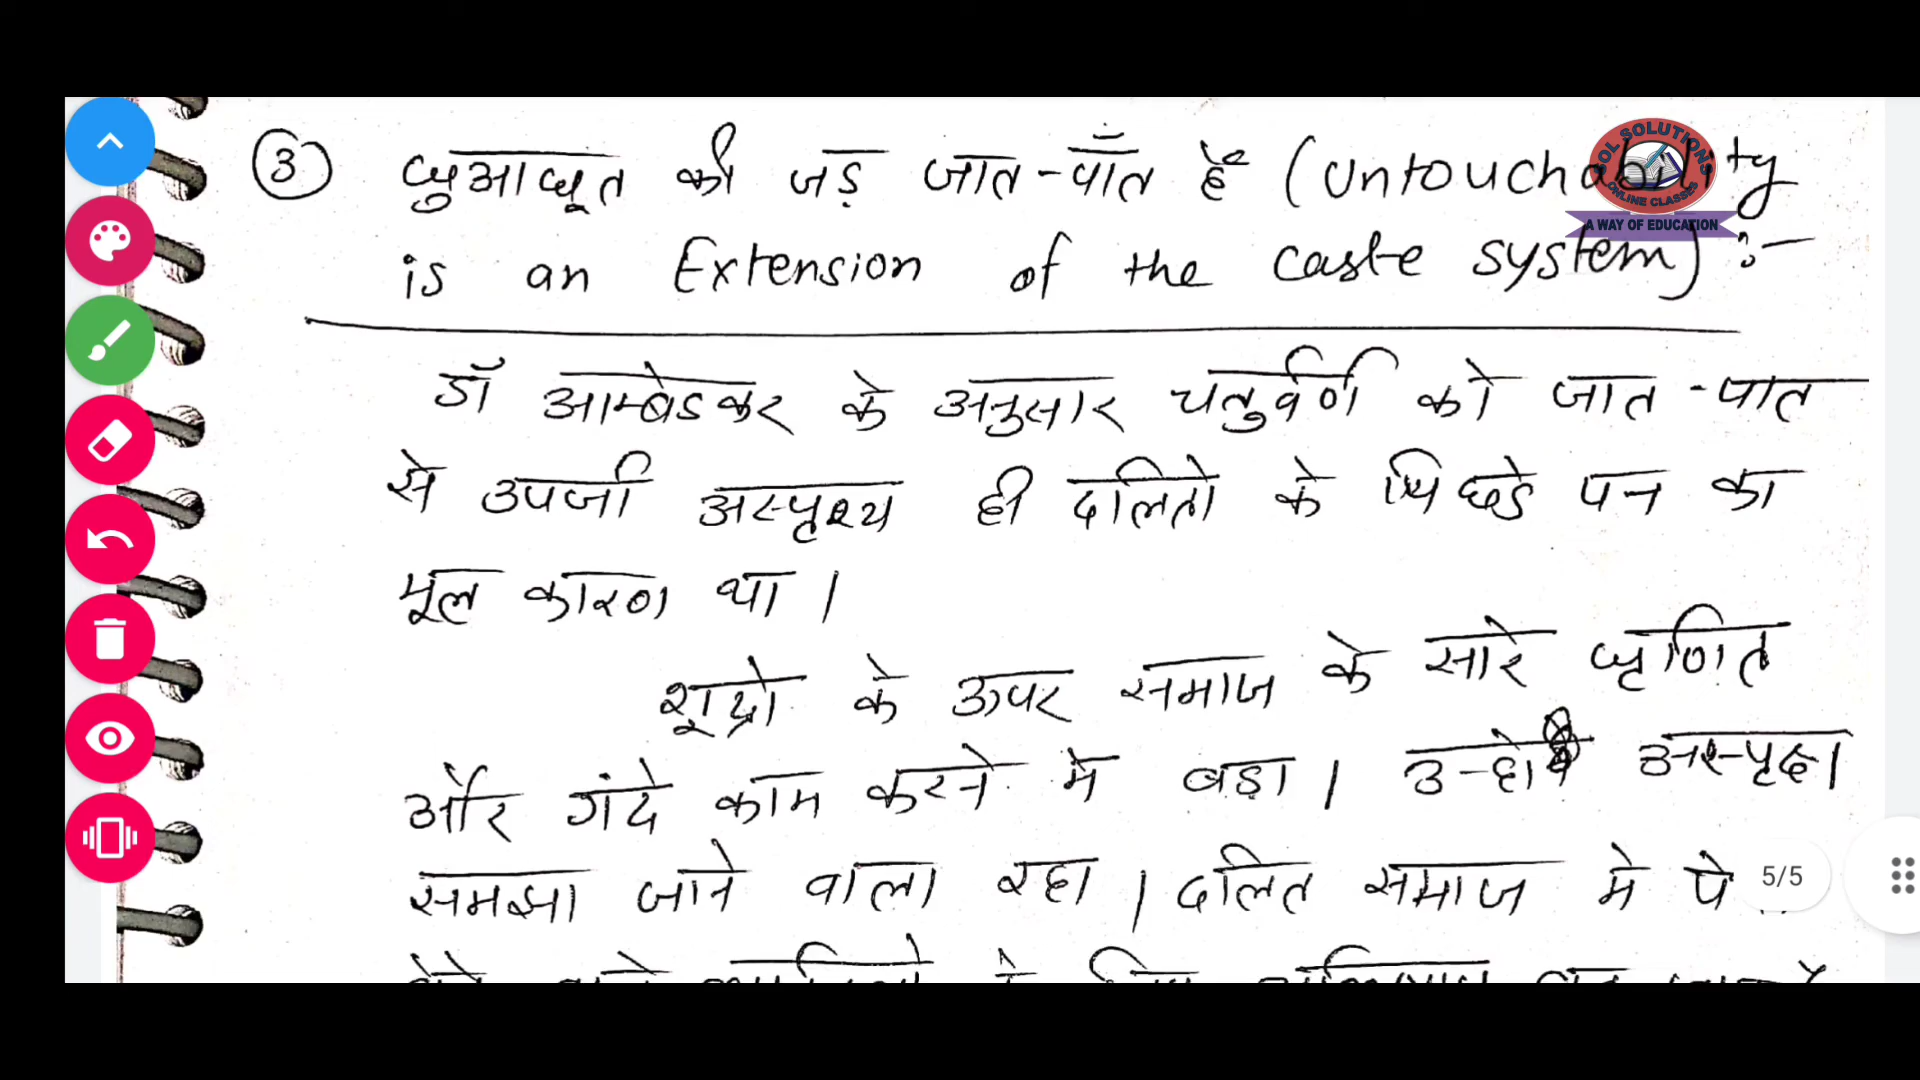 ③ छुआछूत की जड़ जात-पाँत है (Untouchability
is an Extension of the caste system) :-
डॉ आम्बेडकर के अनुसार चतुर्वर्ण को जात-पात
से उपजी अस्पृश्य ही दलितो के पिछडे पन का
मूल कारण था।
शूद्रो के ऊपर समाज के सारे घृणित
और गंदे काम करने मे बड़ा।
समझा जाने वाला रहा। दलित समाज मे पे
SOL SOLUTIONS
ONLINE CLASSES
A WAY OF EDUCATION
5/5